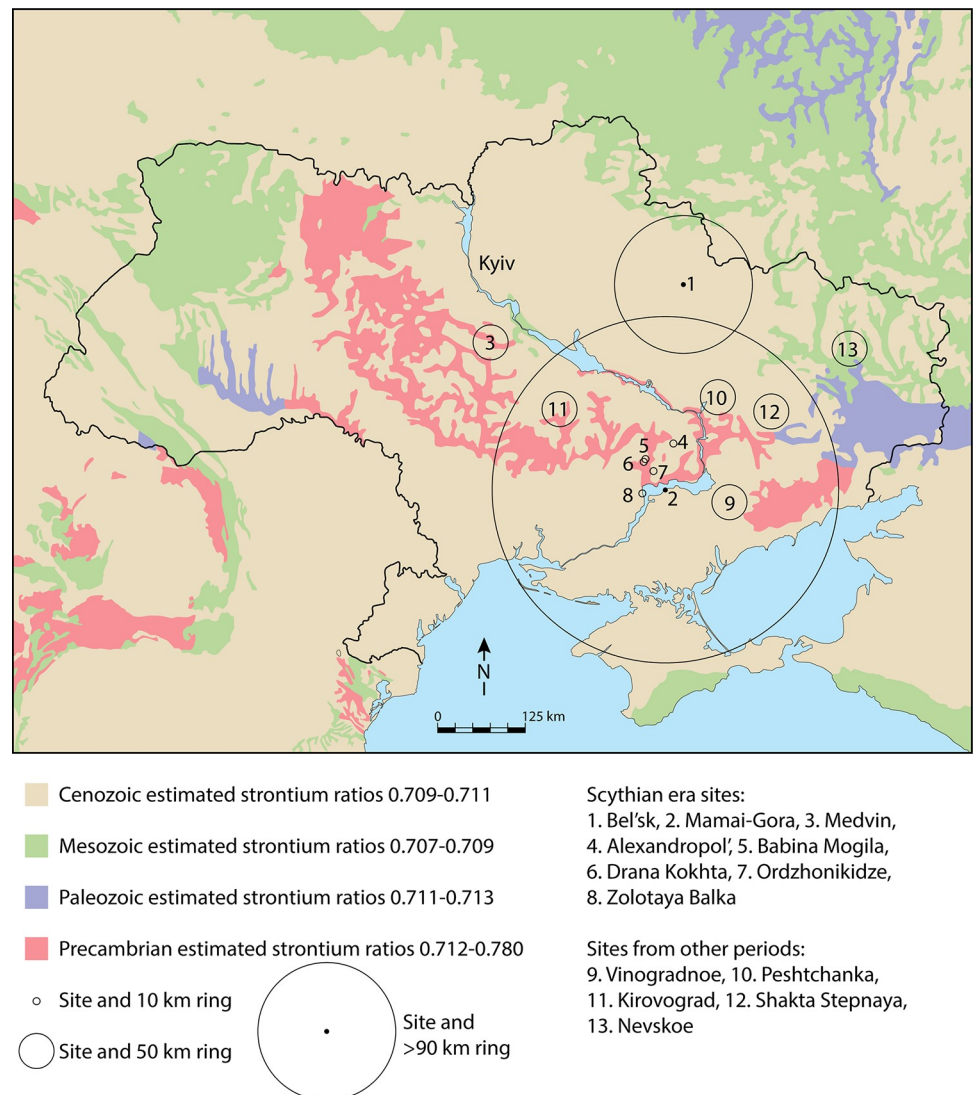 Kyiv
1
3
13
10
11
12
5
4
6
7
8
2
9
N
0 125 km
Cenozoic estimated strontium ratios 0.709-0.711
Mesozoic estimated strontium ratios 0.707-0.709
Paleozoic estimated strontium ratios 0.711-0.713
Precambrian estimated strontium ratios 0.712-0.780
Site and 10 km ring
Site and 50 km ring
Site and
>90 km ring
Scythian era sites:
1. Bel’sk, 2. Mamai-Gora, 3. Medvin,
4. Alexandropol’, 5. Babina Mogila,
6. Drana Kokhta, 7. Ordzhonikidze,
8. Zolotaya Balka
Sites from other periods:
9. Vinogradnoe, 10. Peshtchanka,
11. Kirovograd, 12. Shakta Stepnaya,
13. Nevskoe